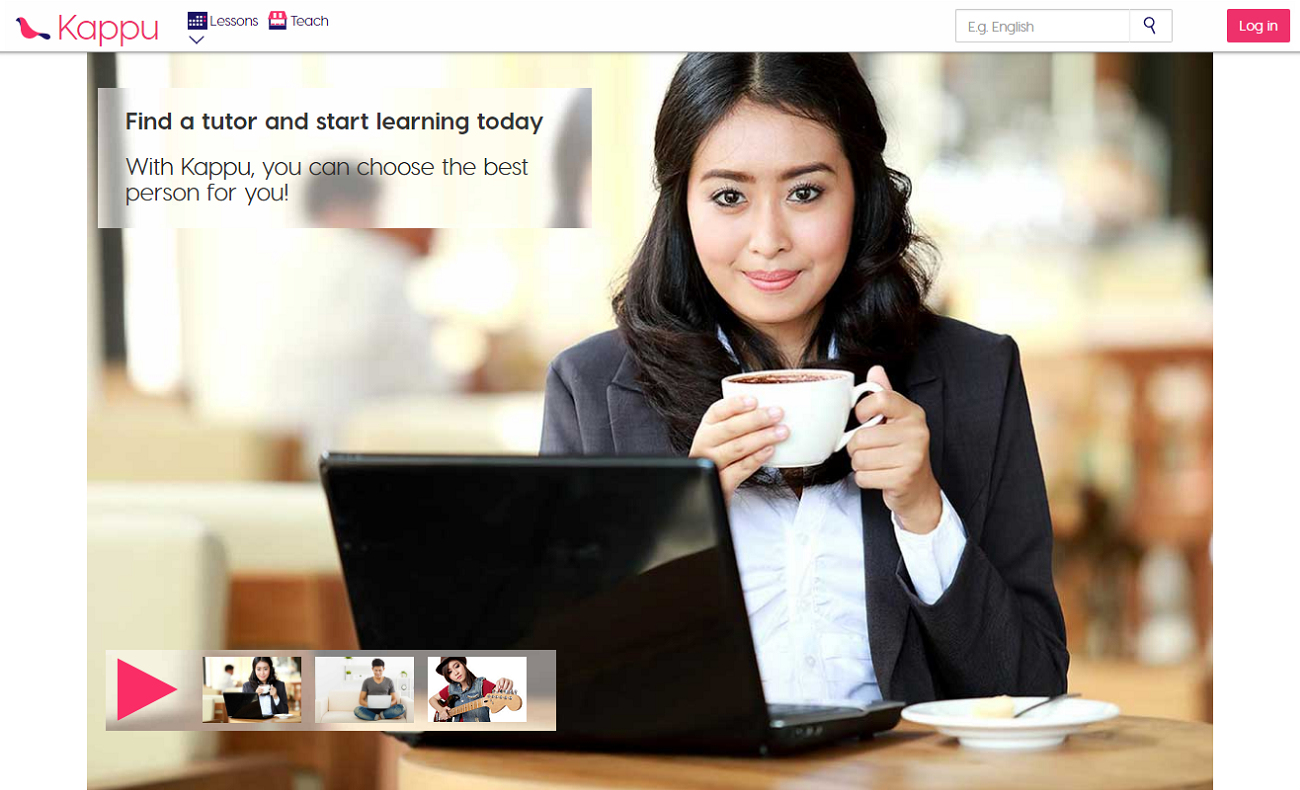 Kappu
Lessons
Teach
E.g. English
Log in
Find a tutor and start learning today
With Kappu, you can choose the best
person for you!